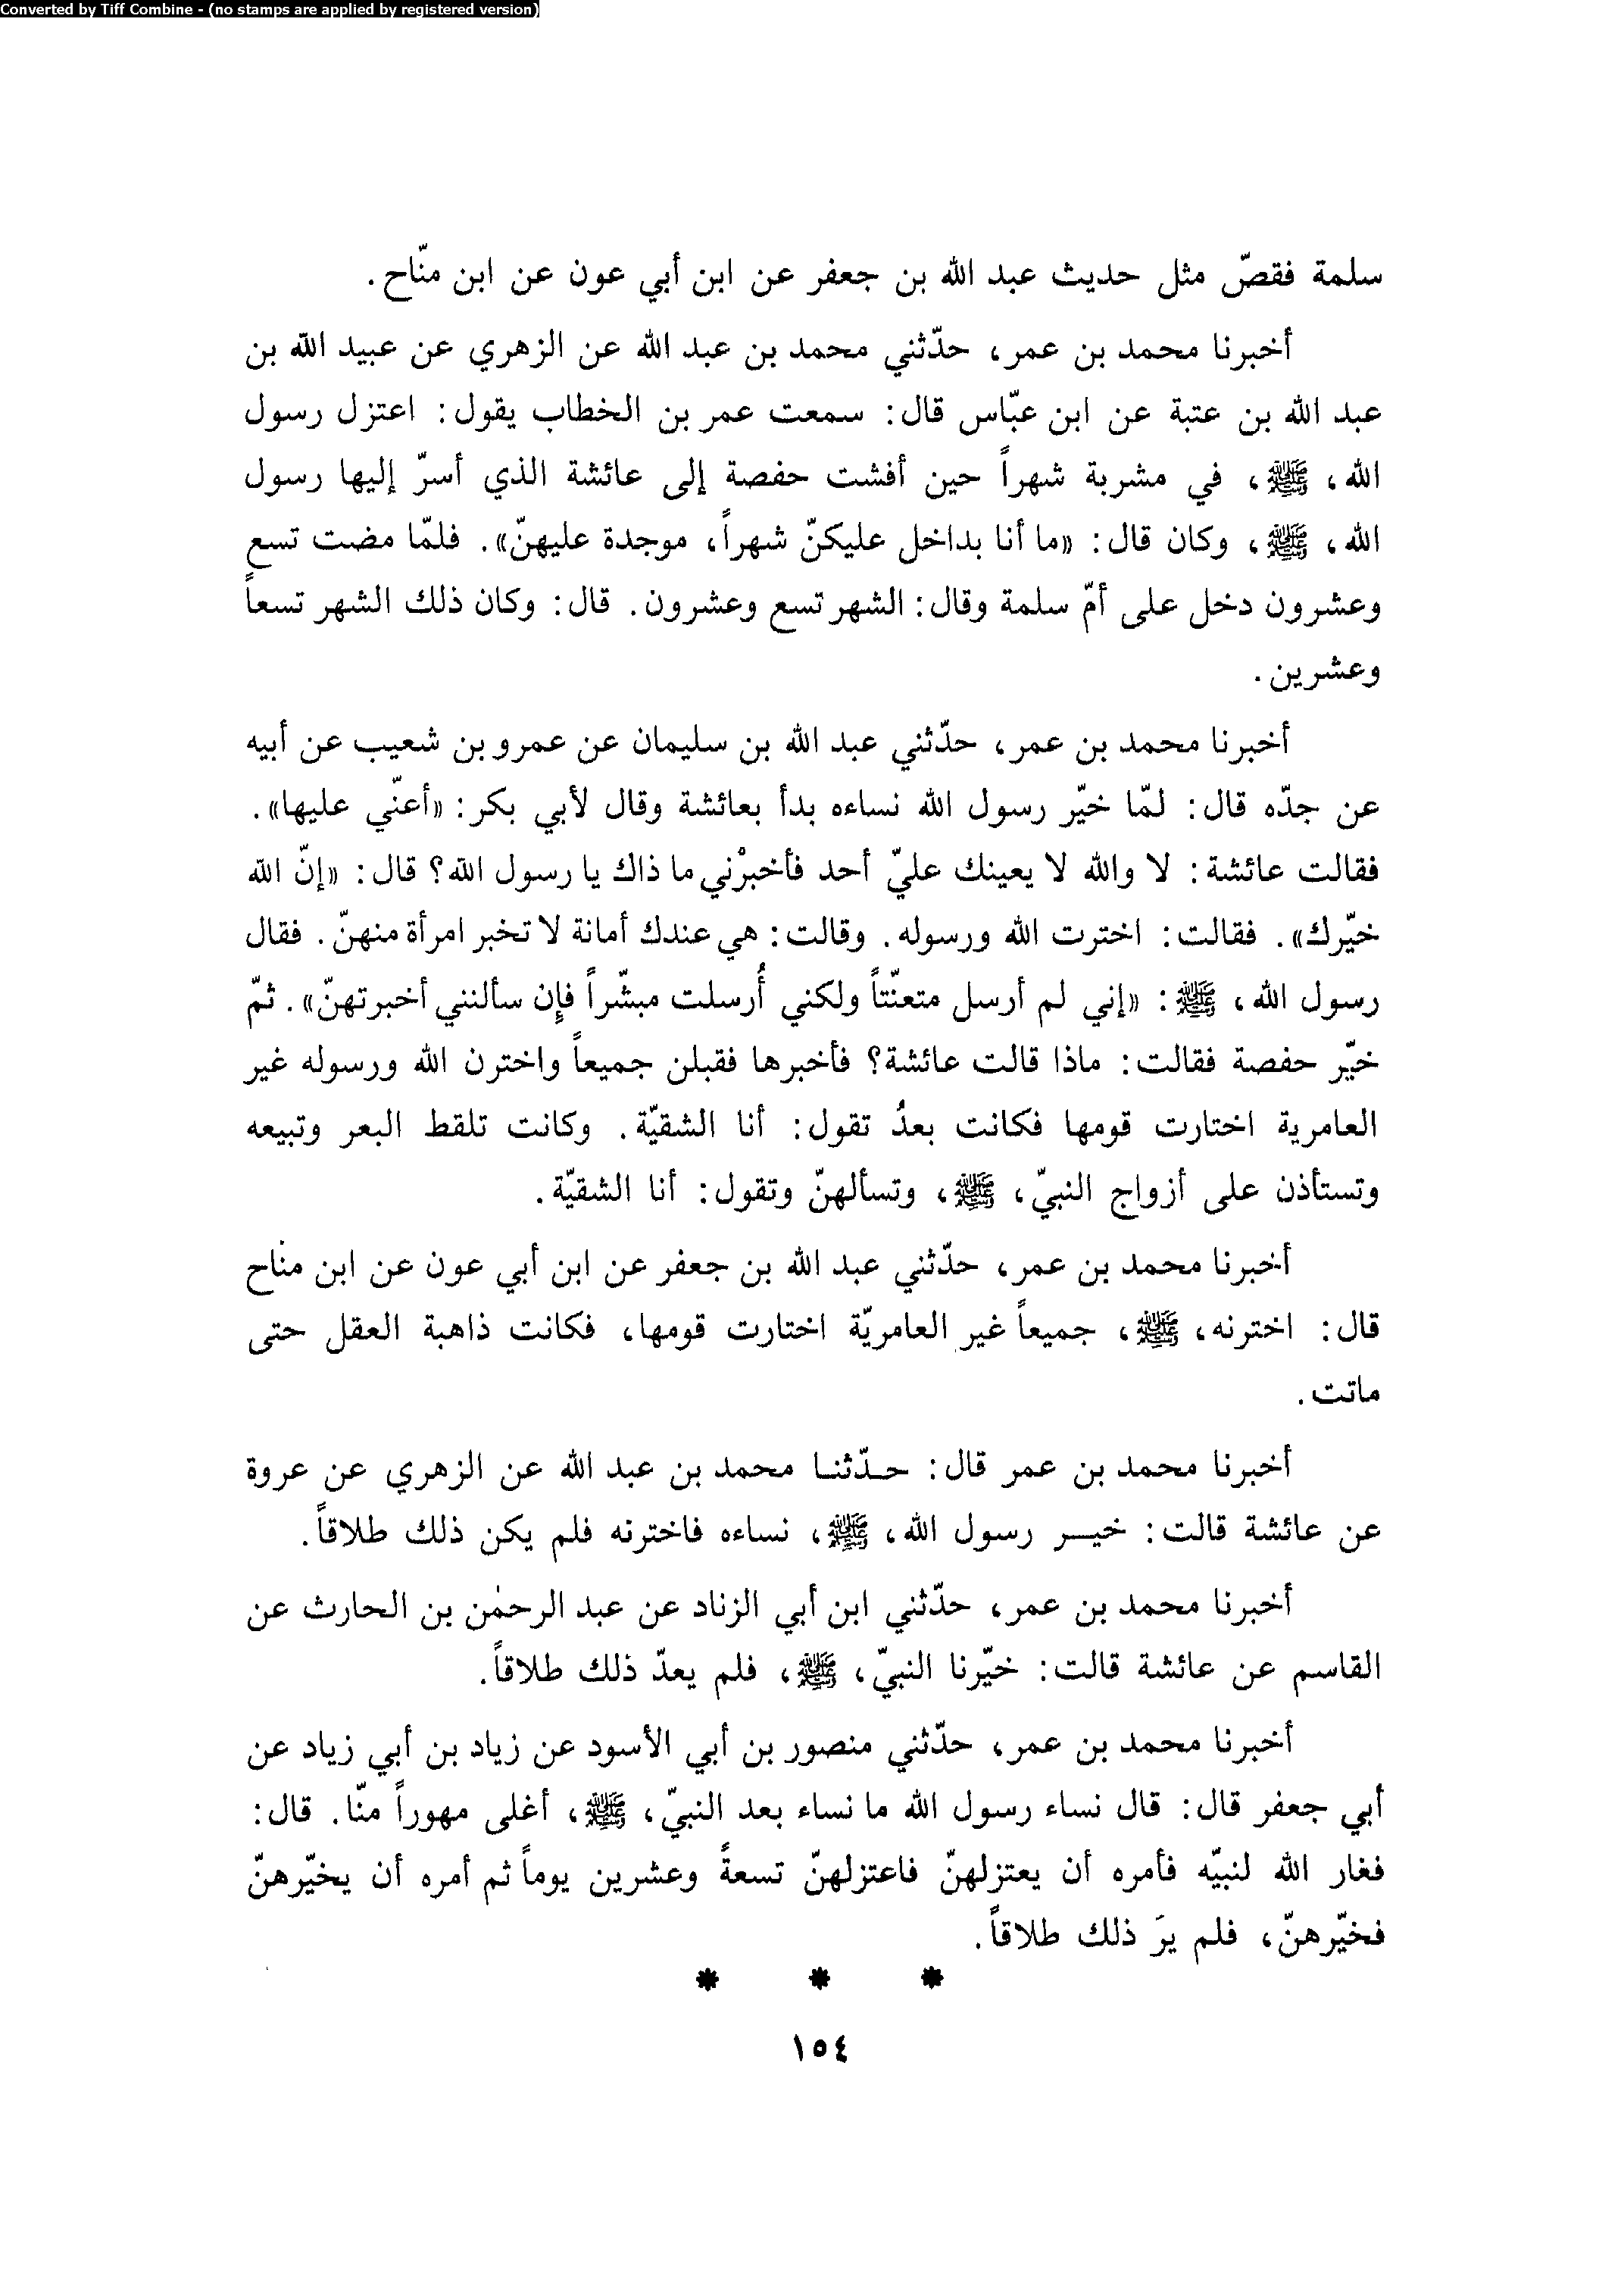 Converted by Tiff Combine - (no stamps are applied by registered version)
سلمة فقصّ مثل حديث عبد الله بن جعفر عن ابن أبي عون عن ابن منّاح.
أخبرنا محمد بن عمر، حدّثني محمد بن عبد الله عن الزهري عن عبيد الله بن
عبد الله بن عتبة عن ابن عبّاس قال: سمعت عمر بن الخطاب يقول: اعتزل رسول
الله، ﷺ، في مشربة شهراً حين أفشت حفصة إلى عائشة الذي أسرّ إليها رسول
الله، ﷺ، وكان قال: «ما أنا بداخل عليكنّ شهراً، موجدة عليهنّ». فلمّا مضت تسع
وعشرون دخل على أمّ سلمة وقال: الشهر تسع وعشرون. قال: وكان ذلك الشهر تسعاً
وعشرين.
أخبرنا محمد بن عمر، حدّثني عبد الله بن سليمان عن عمرو بن شعيب عن أبيه
عن جدّه قال: لمّا خيّر رسول الله نساءه بدأ بعائشة وقال لأبي بكر: «أعنّي عليها».
فقالت عائشة: لا والله لا يعينك عليّ أحد فأخبرْني ما ذاك يا رسول الله؟ قال: «إنّ الله
خيّرك». فقالت: اخترت الله ورسوله. وقالت: هي عندك أمانة لا تخبر امرأة منهنّ. فقال
رسول الله، ﷺ: «إني لم أرسل متعنّتاً ولكني أُرسلت مبشّراً فإن سألنني أخبرتهنّ». ثمّ
خيّر حفصة فقالت: ماذا قالت عائشة؟ فأخبرها فقبلن جميعاً واخترن الله ورسوله غير
العامرية اختارت قومها فكانت بعدُ تقول: أنا الشقيّة. وكانت تلقط البعر وتبيعه
وتستأذن على أزواج النبيّ، ﷺ، وتسألهنّ وتقول: أنا الشقيّة.
أخبرنا محمد بن عمر، حدّثني عبد الله بن جعفر عن ابن أبي عون عن ابن مناح
قال: اخترنه، ﷺ، جميعاً غير العامريّة اختارت قومها، فكانت ذاهبة العقل حتى
ماتت.
أخبرنا محمد بن عمر قال: حـدّثنـا محمد بن عبد الله عن الزهري عن عروة
عن عائشة قالت: خيـر رسول الله، ﷺ، نساءه فاخترنه فلم يكن ذلك طلاقاً.
أخبرنا محمد بن عمر، حدّثني ابن أبي الزناد عن عبد الرحمٰن بن الحارث عن
القاسم عن عائشة قالت: خيّرنا النبيّ، ﷺ، فلم يعدّ ذلك طلاقاً.
أخبرنا محمد بن عمر، حدّثني منصور بن أبي الأسود عن زياد بن أبي زياد عن
أبي جعفر قال: قال نساء رسول الله ما نساء بعد النبيّ، ﷺ، أغلى مهوراً منّا. قال:
فغار الله لنبيّه فأمره أن يعتزلهنّ فاعتزلهنّ تسعةً وعشرين يوماً ثم أمره أن يخيّرهنّ
فخيّرهنّ، فلم يرَ ذلك طلاقاً.
* * *
١٥٤